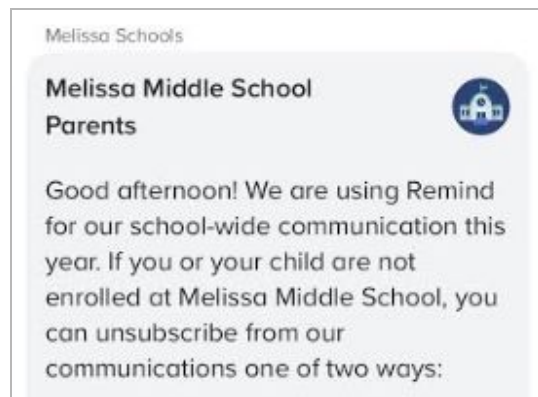 Melissa Schools
Melissa Middle School
Parents
Good afternoon! We are using Remind
for our school-wide communication this
year. If you or your child are not
enrolled at Melissa Middle School, you
can unsubscribe from our
communications one of two ways: